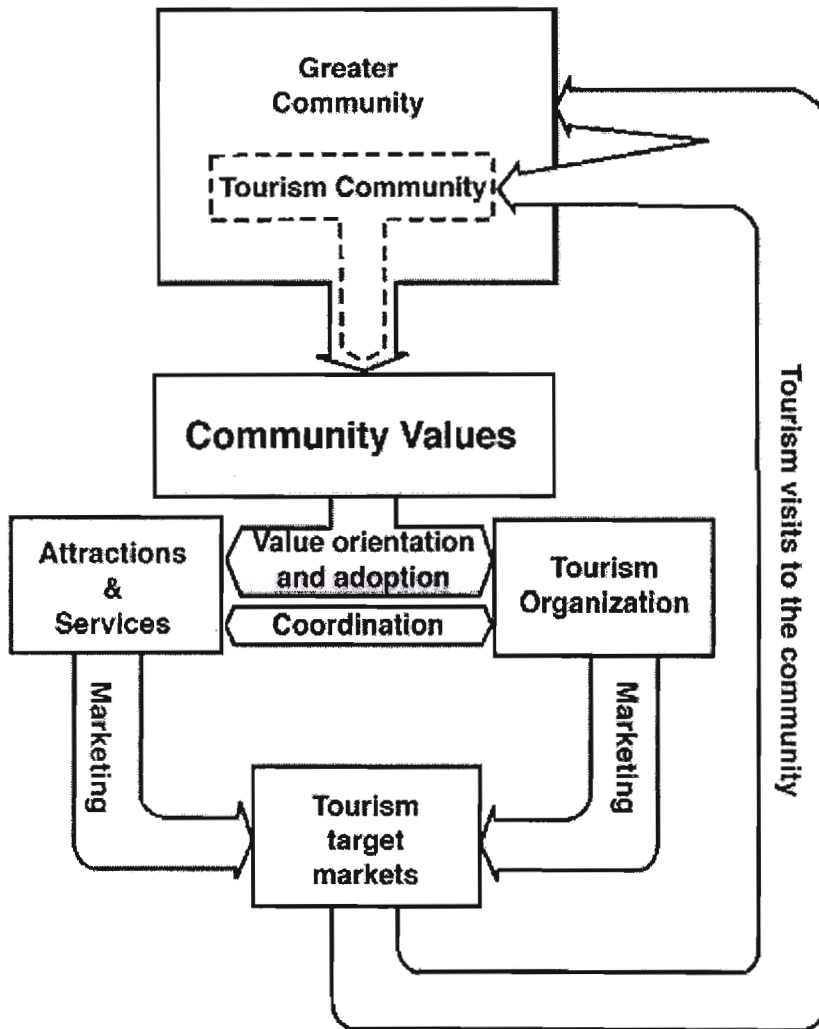 Greater
Community
Tourism Community
Community Values
Attractions
&
Services
Value orientation
and adoption
Coordination
Tourism
Organization
Marketing
Marketing
Tourism
target
markets
Tourism visits to the community